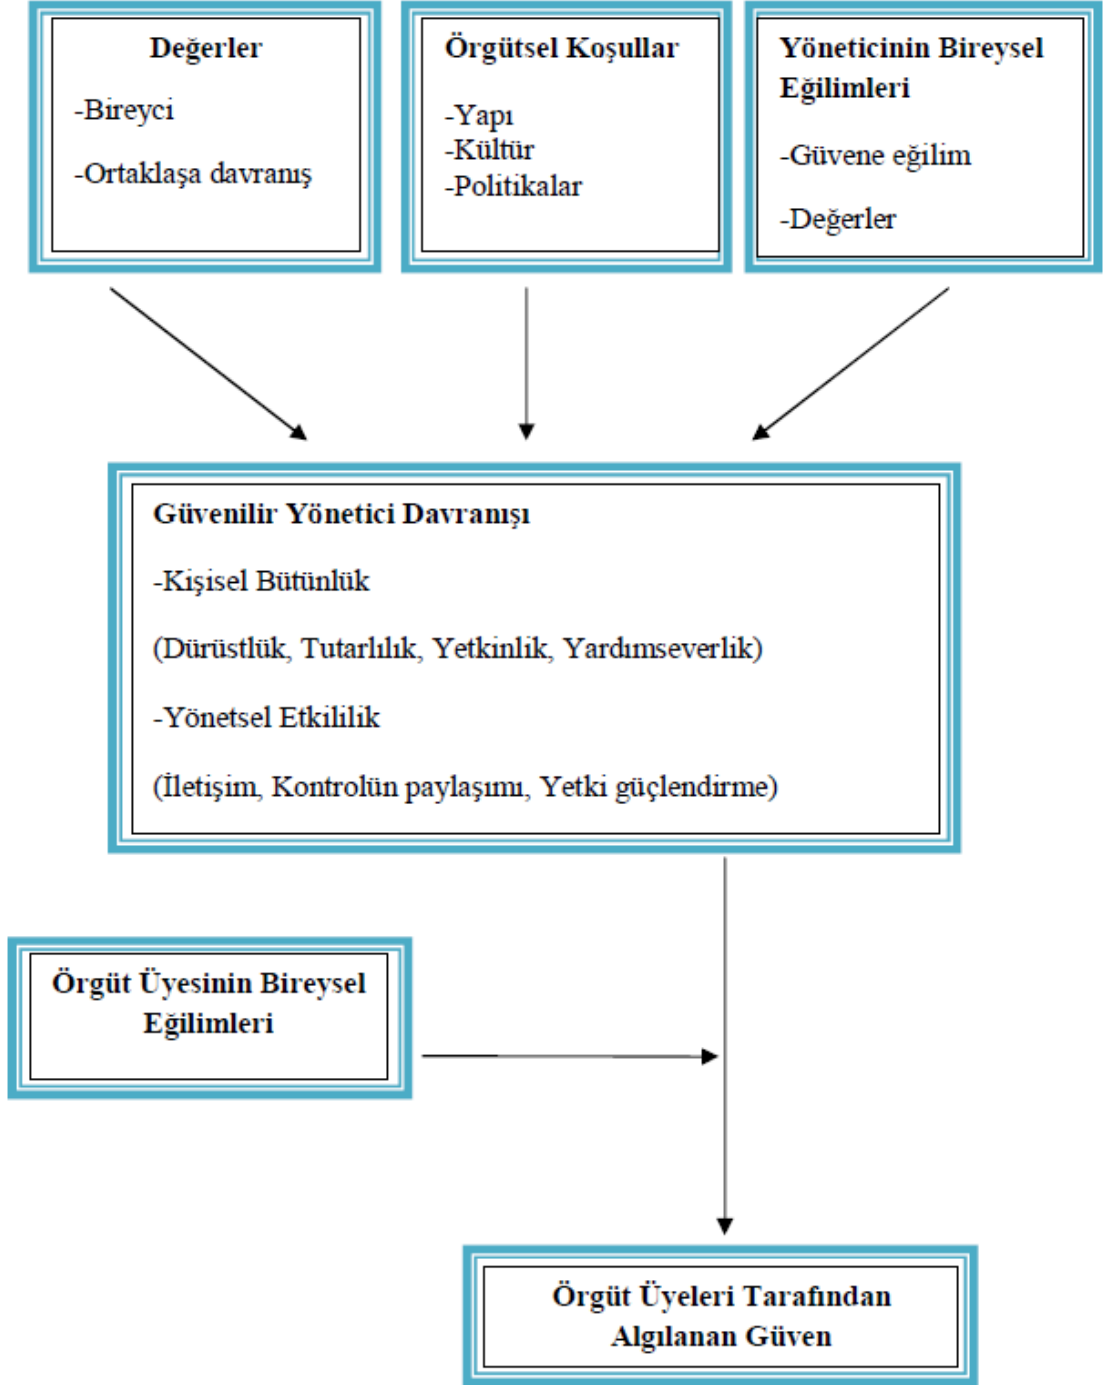 Değerler
-Bireyci
-Ortaklaşa davranış
Örgütsel Koşullar
-Yapı
-Kültür
-Politikalar
Yöneticinin Bireysel
Eğilimleri
-Güvene eğilim
-Değerler
Güvenilir Yönetici Davranışı
-Kişisel Bütünlük
(Dürüstlük, Tutarlılık, Yetkinlik, Yardımseverlik)
-Yönetsel Etkililik
(İletişim, Kontrolün paylaşımı, Yetki güçlendirme)
Örgüt Üyesinin Bireysel
Eğilimleri
Örgüt Üyeleri Tarafından
Algılanan Güven